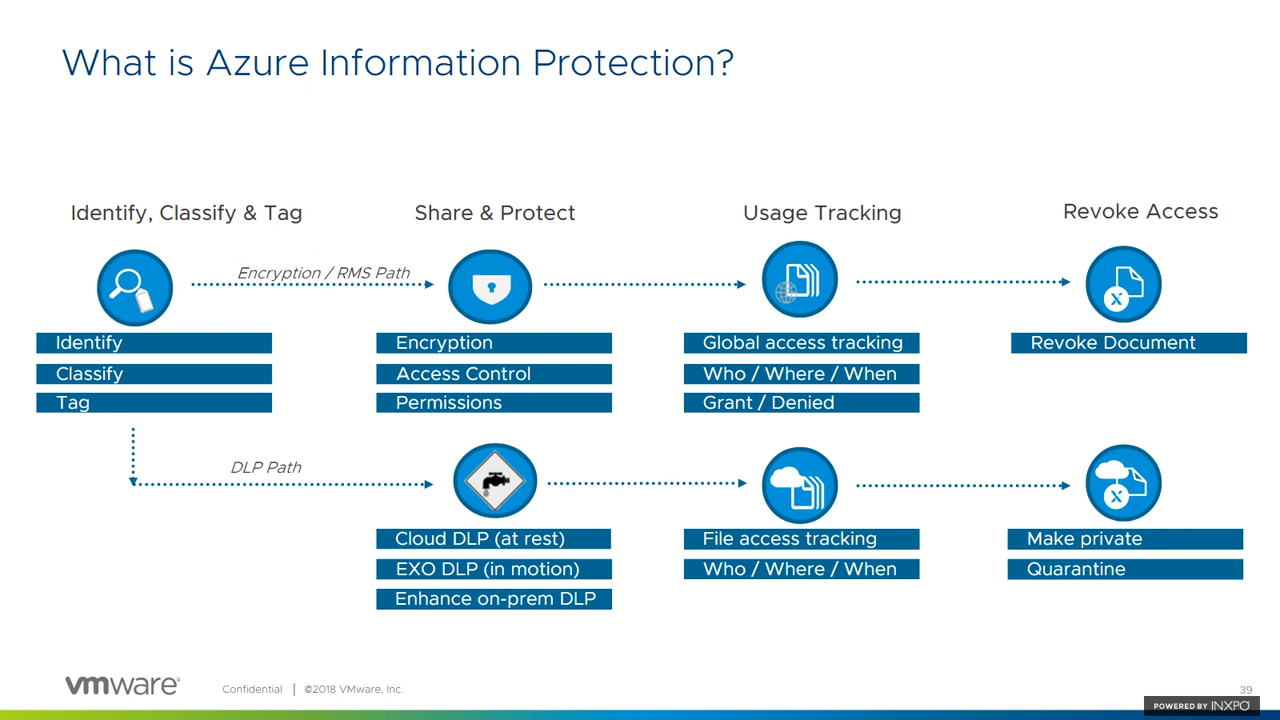 What is Azure Information Protection?
Identify, Classify & Tag
Share & Protect
Usage Tracking
Revoke Access
Encryption / RMS Path
Identify
Classify
Tag
Encryption
Access Control
Permissions
Global access tracking
Who / Where / When
Grant / Denied
Revoke Document
X
DLP Path
Cloud DLP (at rest)
EXO DLP (in motion)
Enhance on-prem DLP
File access tracking
Who / Where / When
X
Make private
Quarantine
vmware®
Confidential | ©2018 VMware, Inc.
39
POWERED BY INXPO